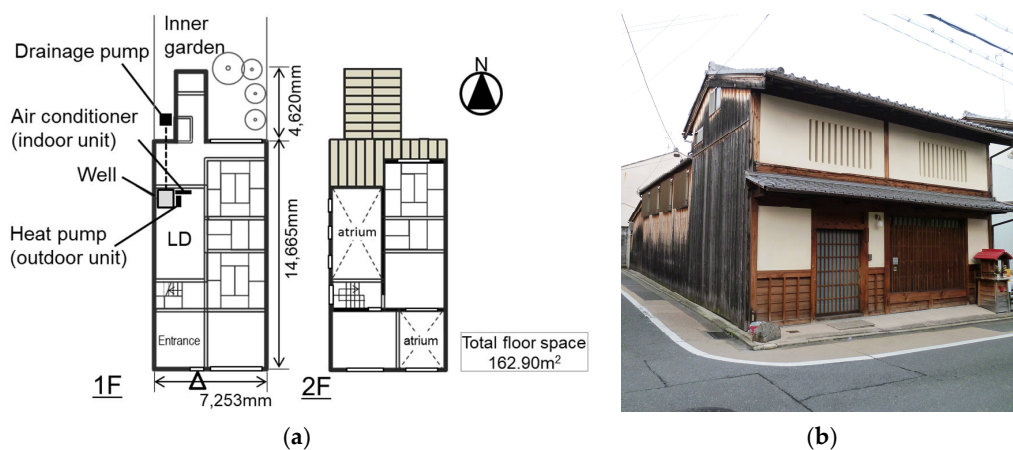 Inner
garden
Drainage pump
Air conditioner
(indoor unit)
Well
Heat pump
(outdoor unit)
LD
Entrance
1F
4,620mm
14,665mm
7,253mm
N
atrium
atrium
2F
Total floor space
162.90m²
(a)
(b)